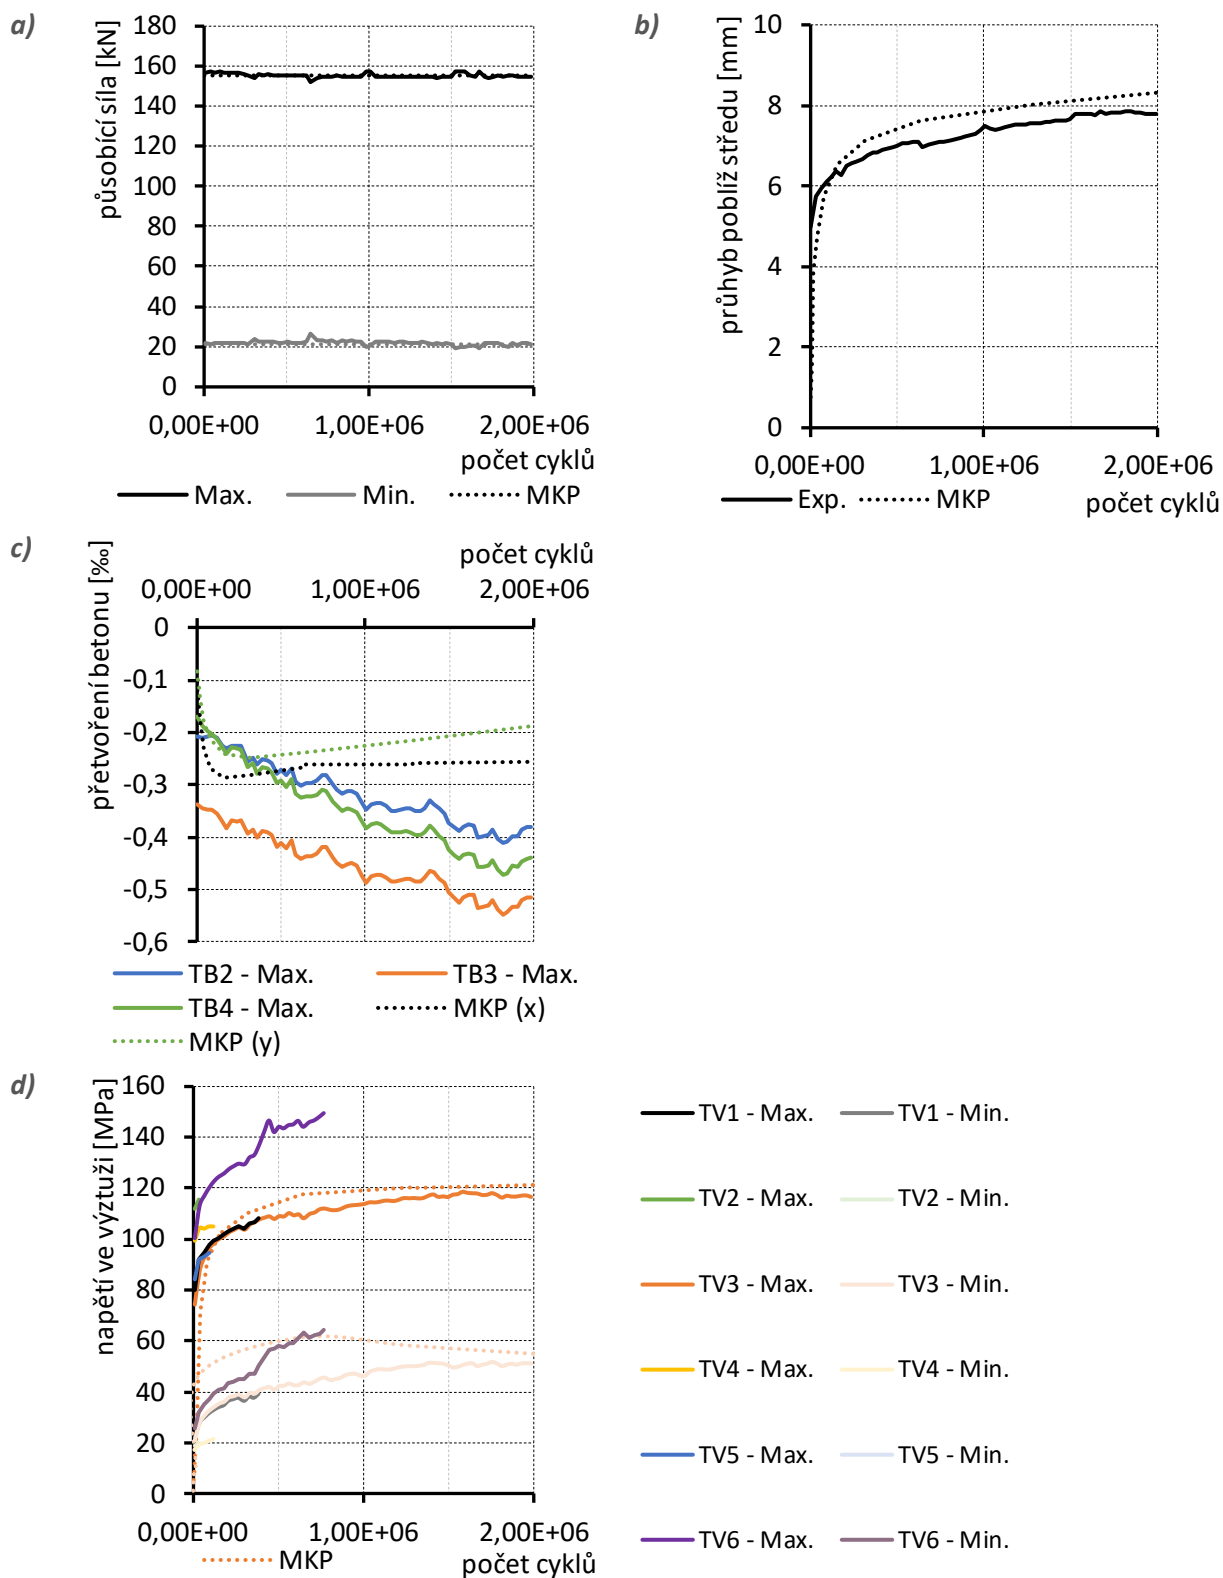 a)
působící síla [kN]
180
160
140
120
100
80
60
40
20
0
0,00E+00 1,00E+06 2,00E+06
počet cyklů
Max. Min. MKP
b)
průhyb poblíž středu [mm]
10
8
6
4
2
0
0,00E+00 1,00E+06 2,00E+06
Exp. MKP počet cyklů
c)
přetvoření betonu [‰]
počet cyklů
0,00E+00 1,00E+06 2,00E+06
0
-0,1
-0,2
-0,3
-0,4
-0,5
-0,6
TB2 - Max. TB3 - Max.
TB4 - Max. MKP (x)
MKP (y)
d)
napětí ve výztuži [MPa]
160
140
120
100
80
60
40
20
0
0,00E+00 1,00E+06 2,00E+06
MKP počet cyklů
TV1 - Max. TV1 - Min.
TV2 - Max. TV2 - Min.
TV3 - Max. TV3 - Min.
TV4 - Max. TV4 - Min.
TV5 - Max. TV5 - Min.
TV6 - Max. TV6 - Min.